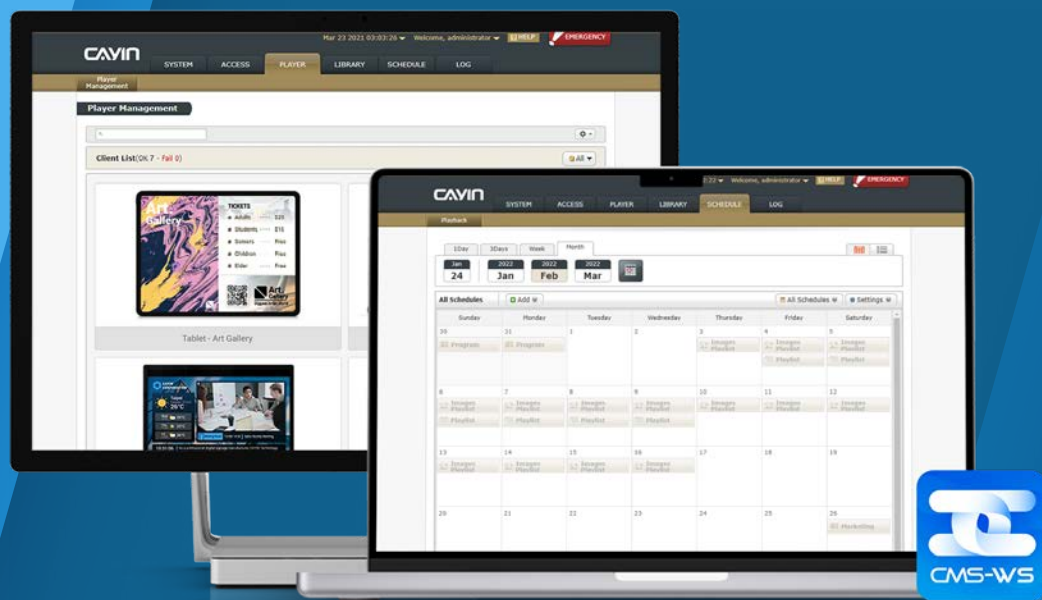 Mar 23 2021 03:03:26 Welcome, administrator HELP EMERGENCY
CAYIN
SYSTEM ACCESS PLAYER LIBRARY SCHEDULE LOG
Player Management
Player Management
Client List(OK 7 - Fail 0) All
Art.
Gallery
TICKETS
Adults $20
Students $15
Seniors Free
Children Free
Elder Free
Art.
Gallery
Tablet - Art Gallery
Taipei
26°C
:22 Welcome, administrator HELP EMERGENCY
CAYIN
SYSTEM ACCESS PLAYER LIBRARY SCHEDULE LOG
Playback
1Day 3Days Week Month
Jan 2022 2022 2022
24 Jan Feb Mar
All Schedules Add All Schedules Settings
Sunday Monday Tuesday Wednesday Thursday Friday Saturday
30 31 1 2 3 4 5
Program Program Images Playlist Images Playlist Images Playlist
Playlist Playlist
6 7 8 9 10 11 12
Images Playlist Images Playlist Images Playlist Images Playlist Images Playlist Images Playlist Images Playlist
Playlist Playlist Playlist Playlist
13 14 15 16 17 18 19
Images Playlist Images Playlist Images Playlist Images Playlist
20 21 22 23 24 25 26
Marketing
CMS-WS